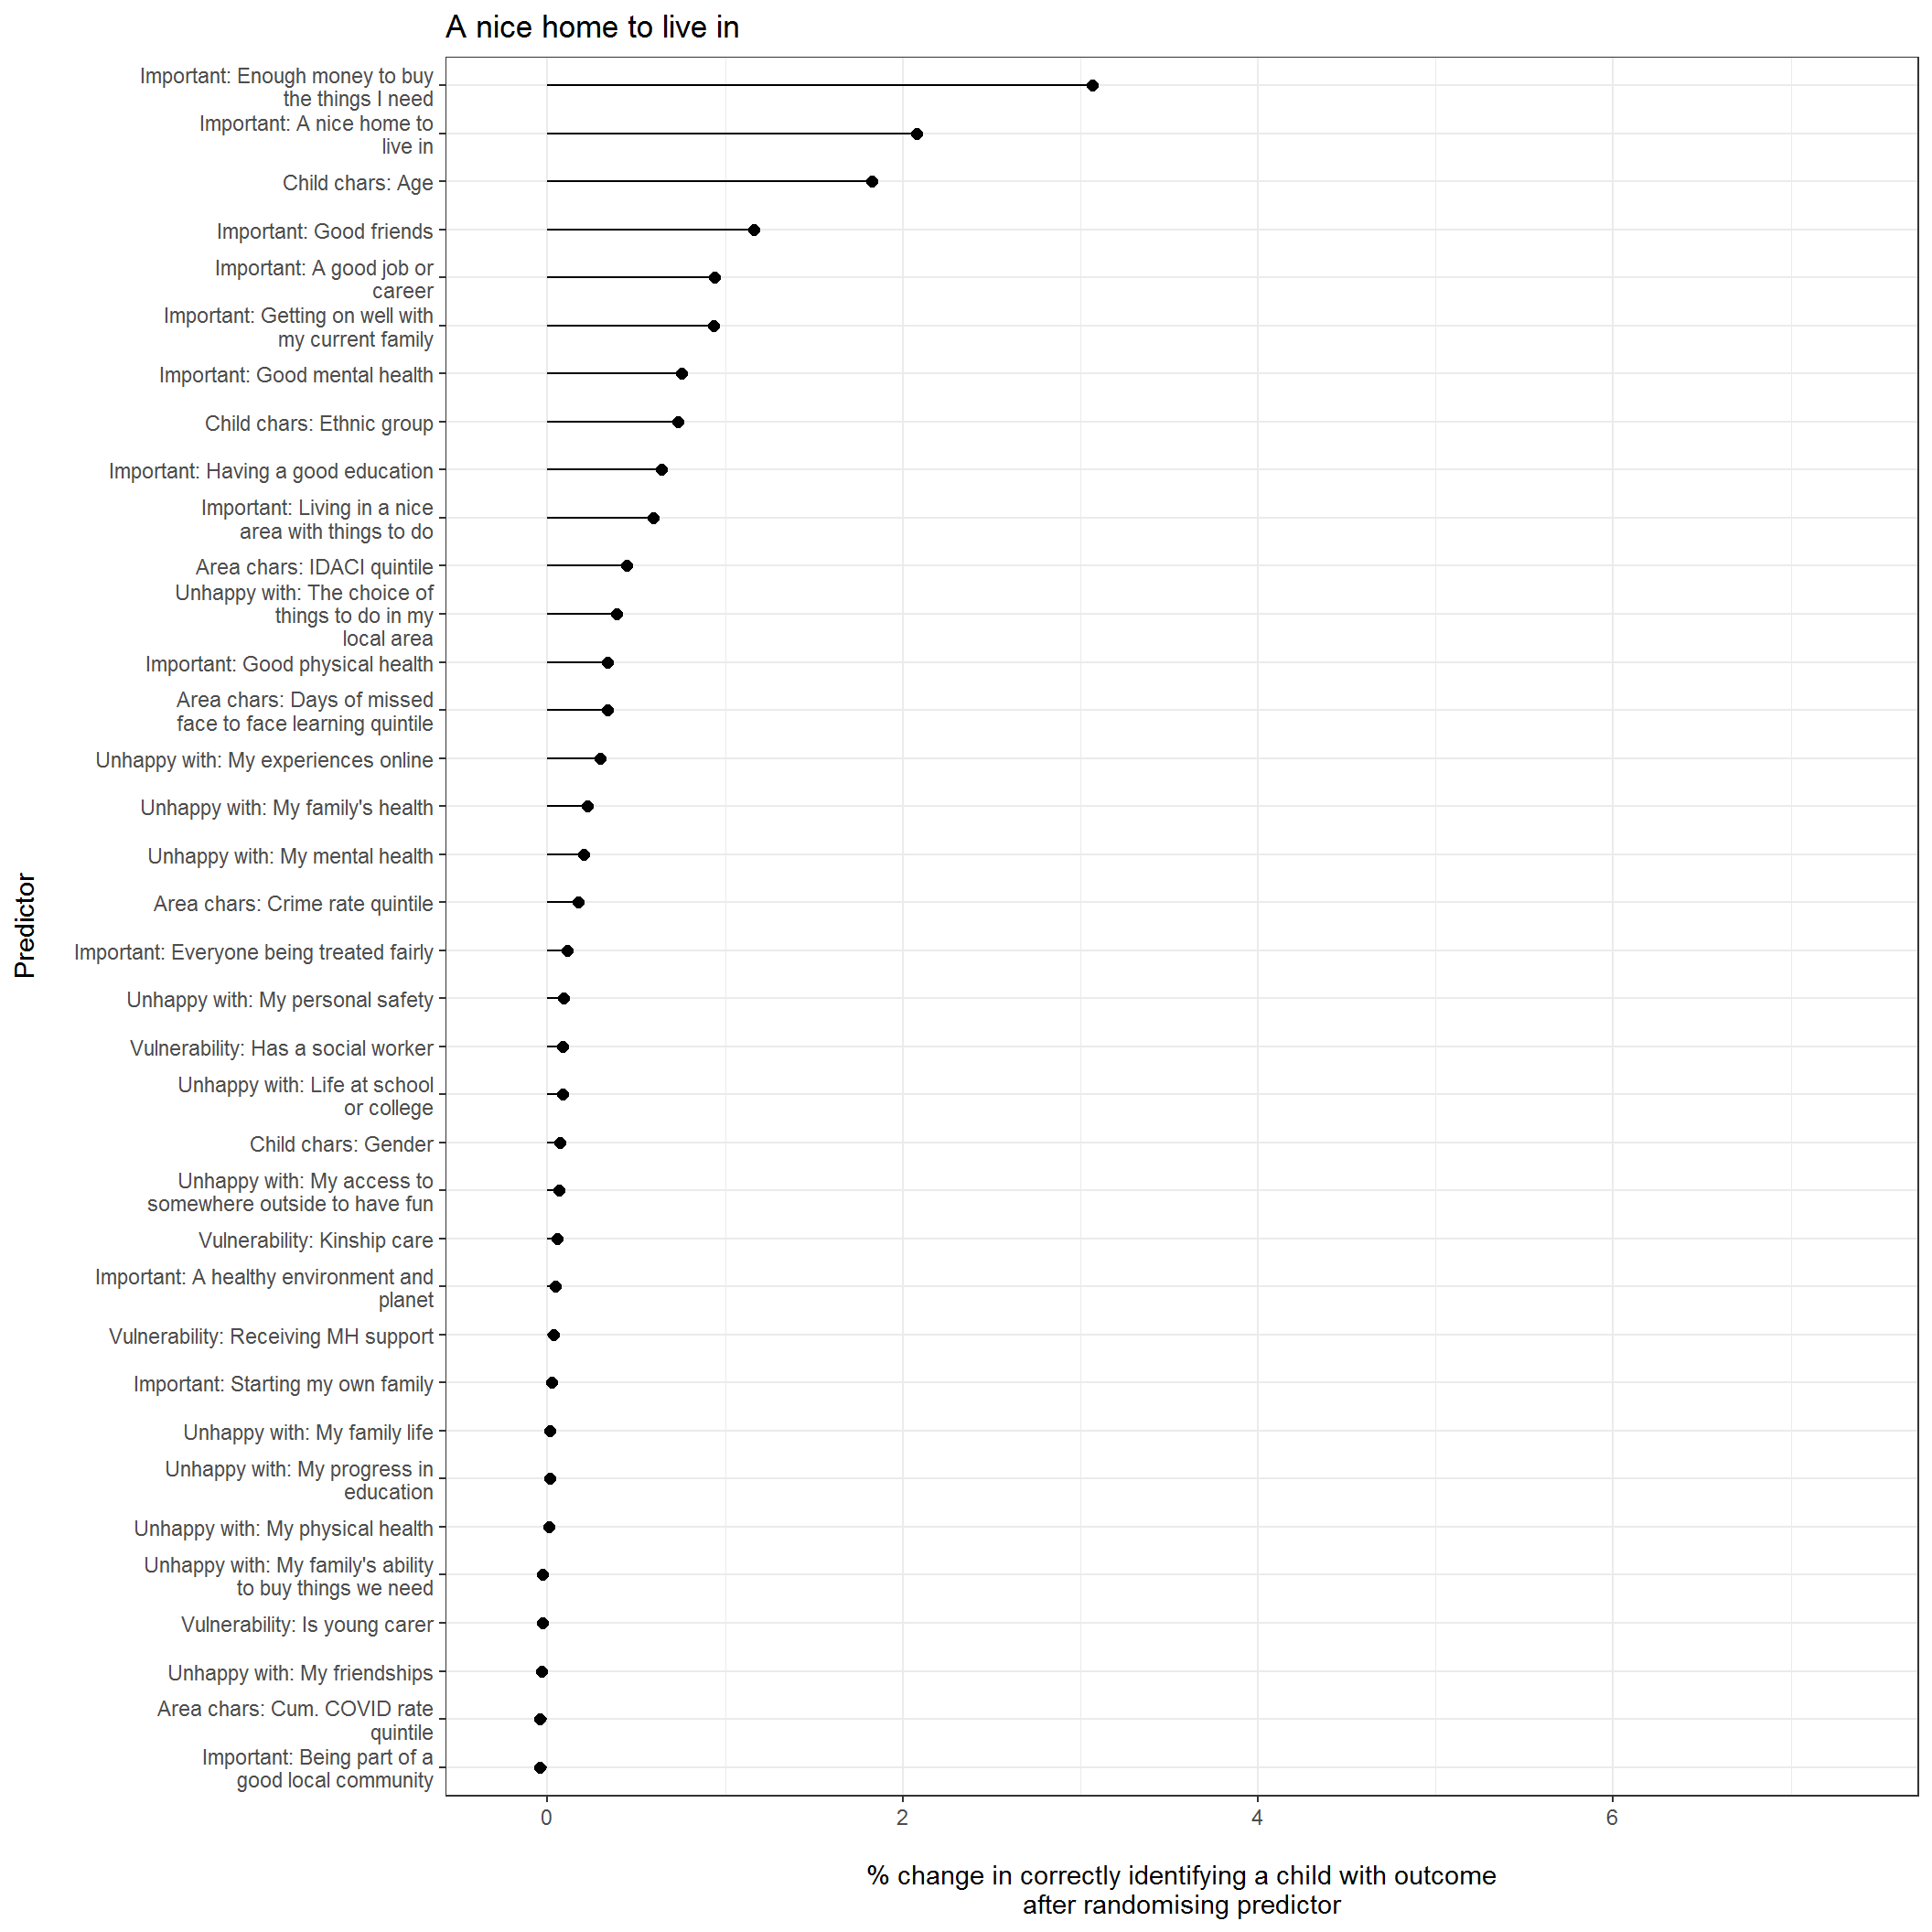 A nice home to live in
Important: Enough money to buy
the things I need
Important: A nice home to
live in
Child chars: Age
Important: Good friends
Important: A good job or
career
Important: Getting on well with
my current family
Important: Good mental health
Child chars: Ethnic group
Important: Having a good education
Important: Living in a nice
area with things to do
Area chars: IDACI quintile
Unhappy with: The choice of
things to do in my
local area
Important: Good physical health
Area chars: Days of missed
face to face learning quintile
Unhappy with: My experiences online
Unhappy with: My family's health
Unhappy with: My mental health
Area chars: Crime rate quintile
Important: Everyone being treated fairly
Unhappy with: My personal safety
Vulnerability: Has a social worker
Unhappy with: Life at school
or college
Child chars: Gender
Unhappy with: My access to
somewhere outside to have fun
Vulnerability: Kinship care
Important: A healthy environment and
planet
Vulnerability: Receiving MH support
Important: Starting my own family
Unhappy with: My family life
Unhappy with: My progress in
education
Unhappy with: My physical health
Unhappy with: My family's ability
to buy things we need
Vulnerability: Is young carer
Unhappy with: My friendships
Area chars: Cum. COVID rate
quintile
Important: Being part of a
good local community
Predictor
0 2 4 6
% change in correctly identifying a child with outcome
after randomising predictor